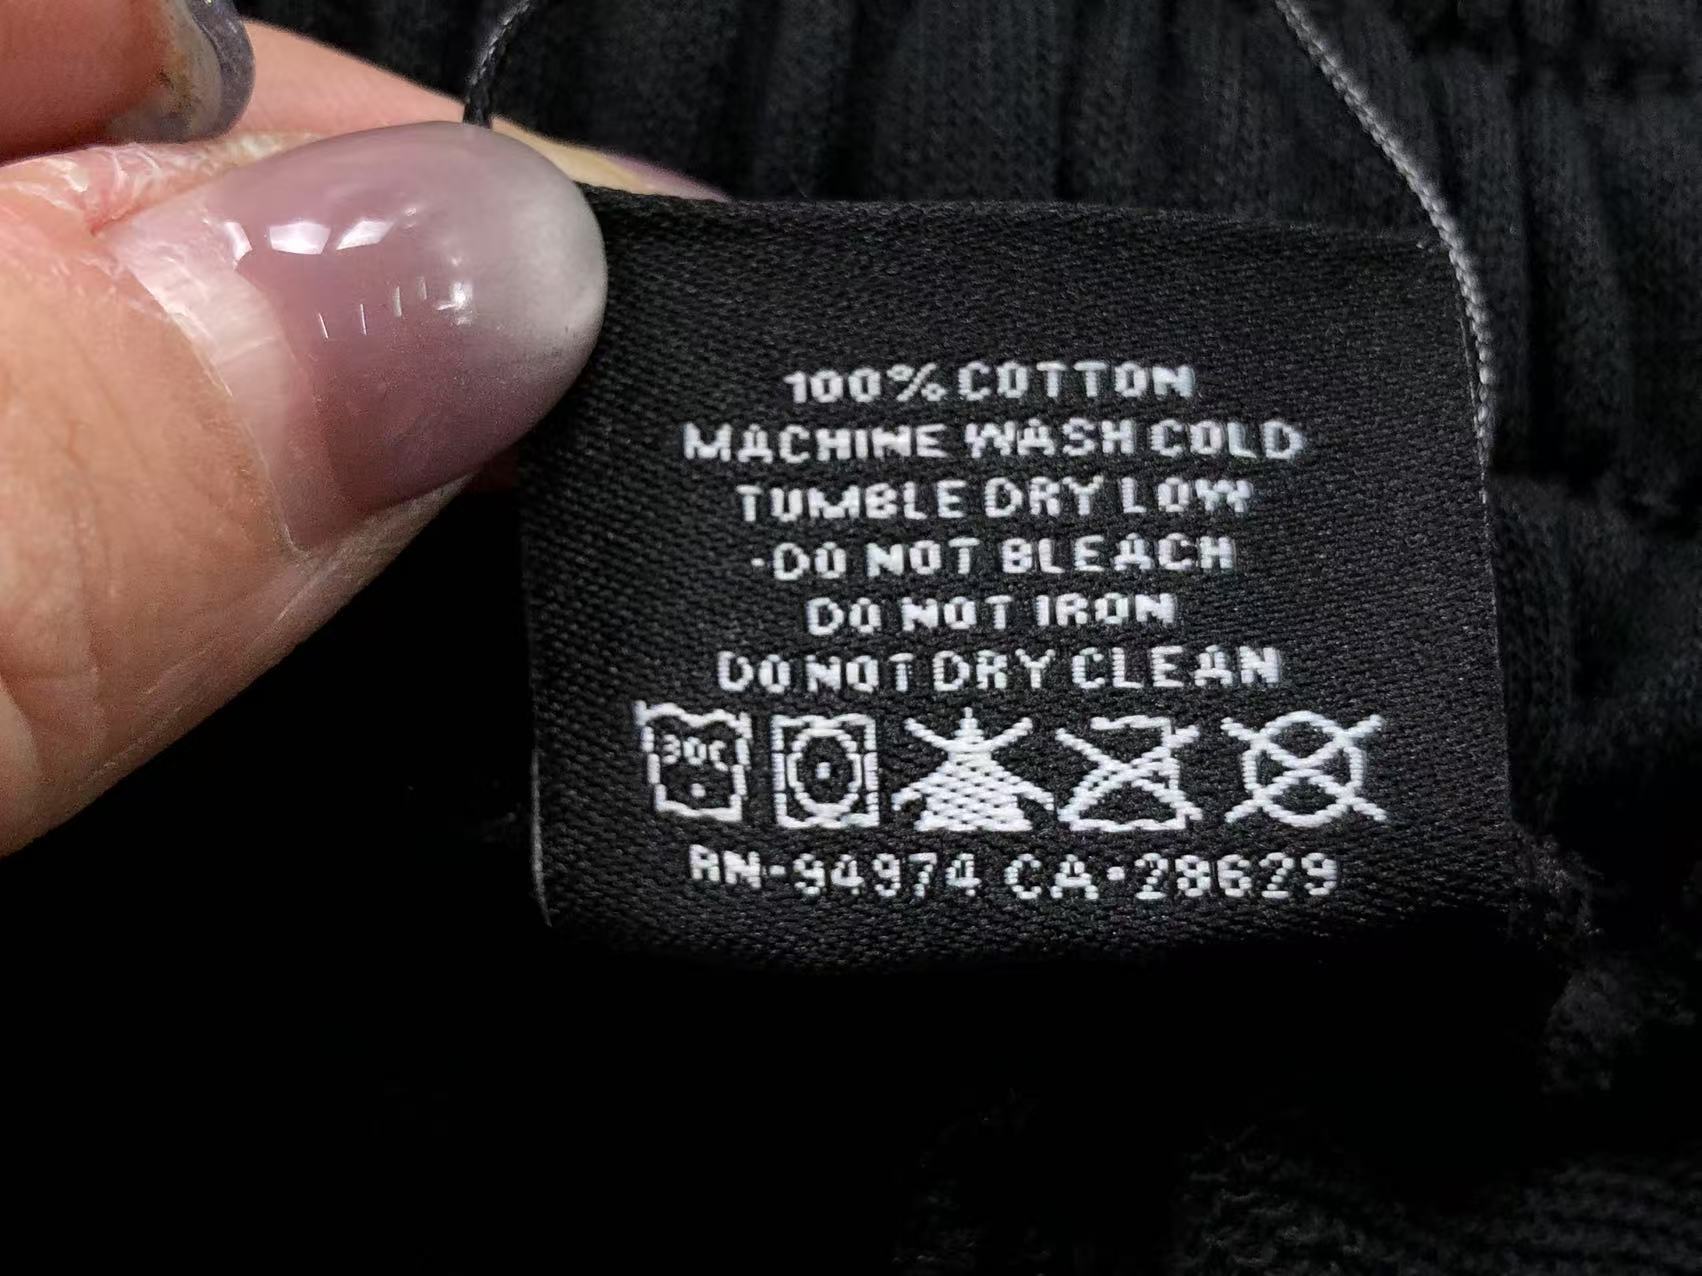 100% COTTON
MACHINE WASH COLD
TUMBLE DRY LOW
-DO NOT BLEACH
DO NOT IRON
DO NOT DRY CLEAN
30C
RN-94974 CA-28629